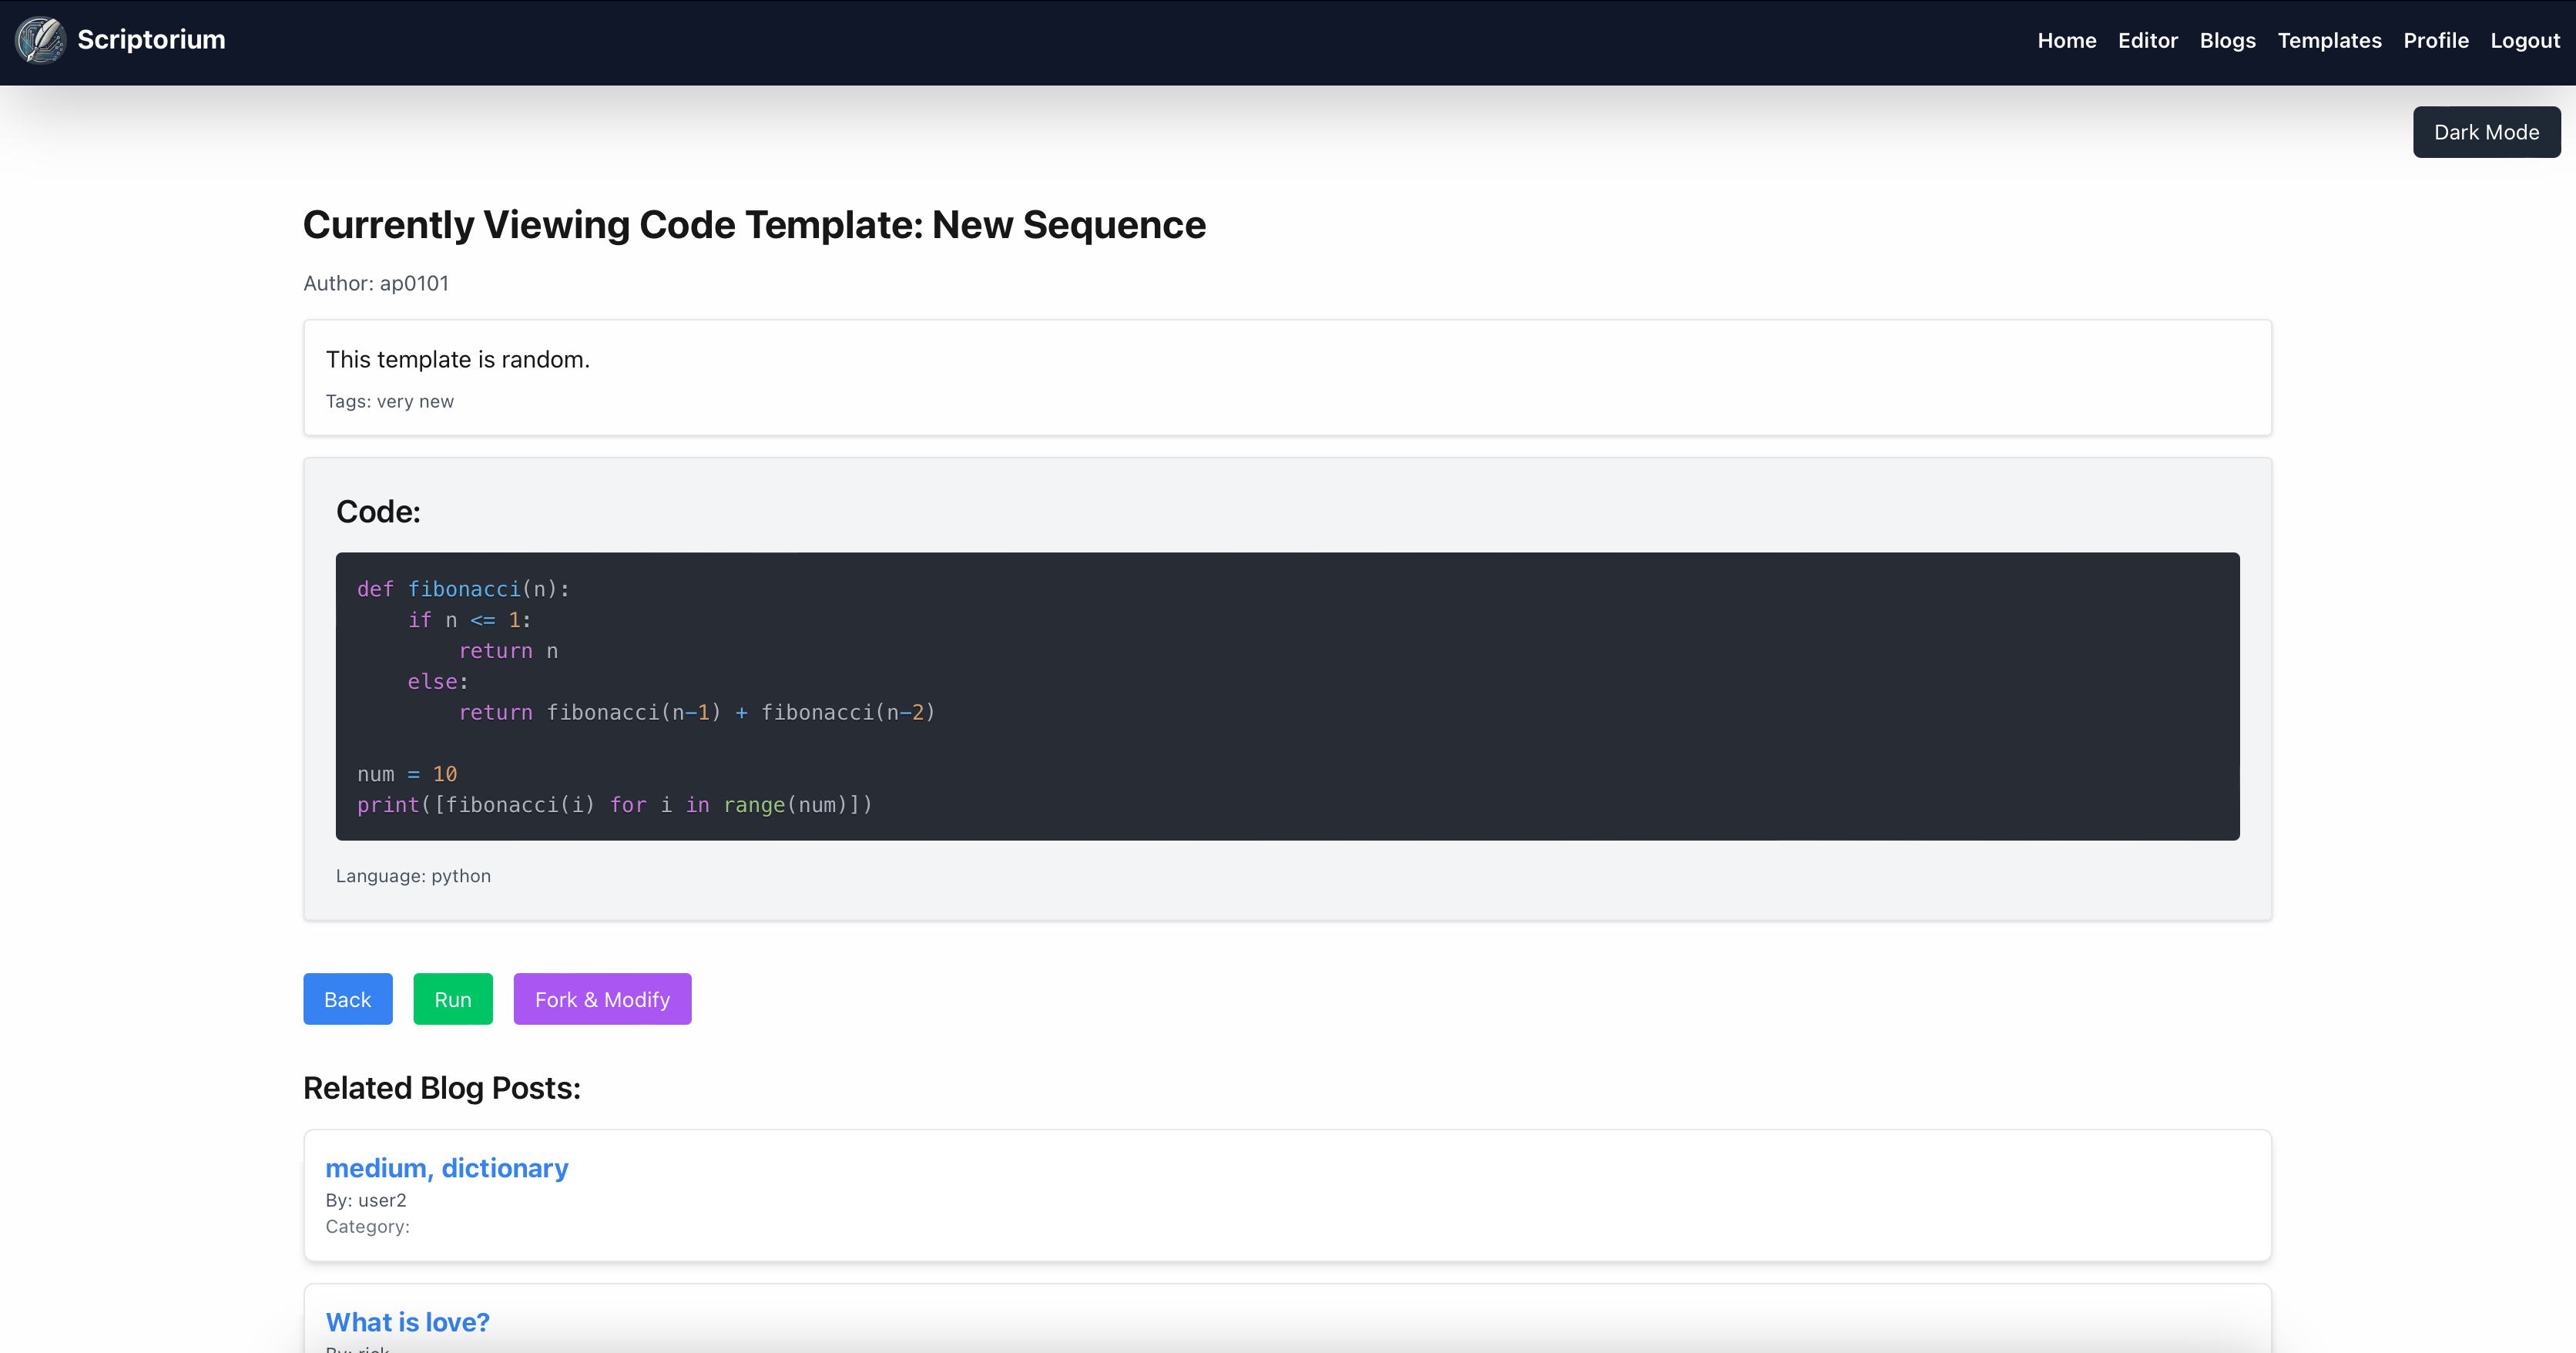 Scriptorium
Home Editor Blogs Templates Profile Logout
Dark Mode
Currently Viewing Code Template: New Sequence
Author: ap0101
This template is random.
Tags: very new
Code:
def fibonacci(n):
    if n <= 1:
        return n
    else:
        return fibonacci(n-1) + fibonacci(n-2)

num = 10
print([fibonacci(i) for i in range(num)])
Language: python
Back Run Fork & Modify
Related Blog Posts:
medium, dictionary
By: user2
Category:
What is love?
By: rick